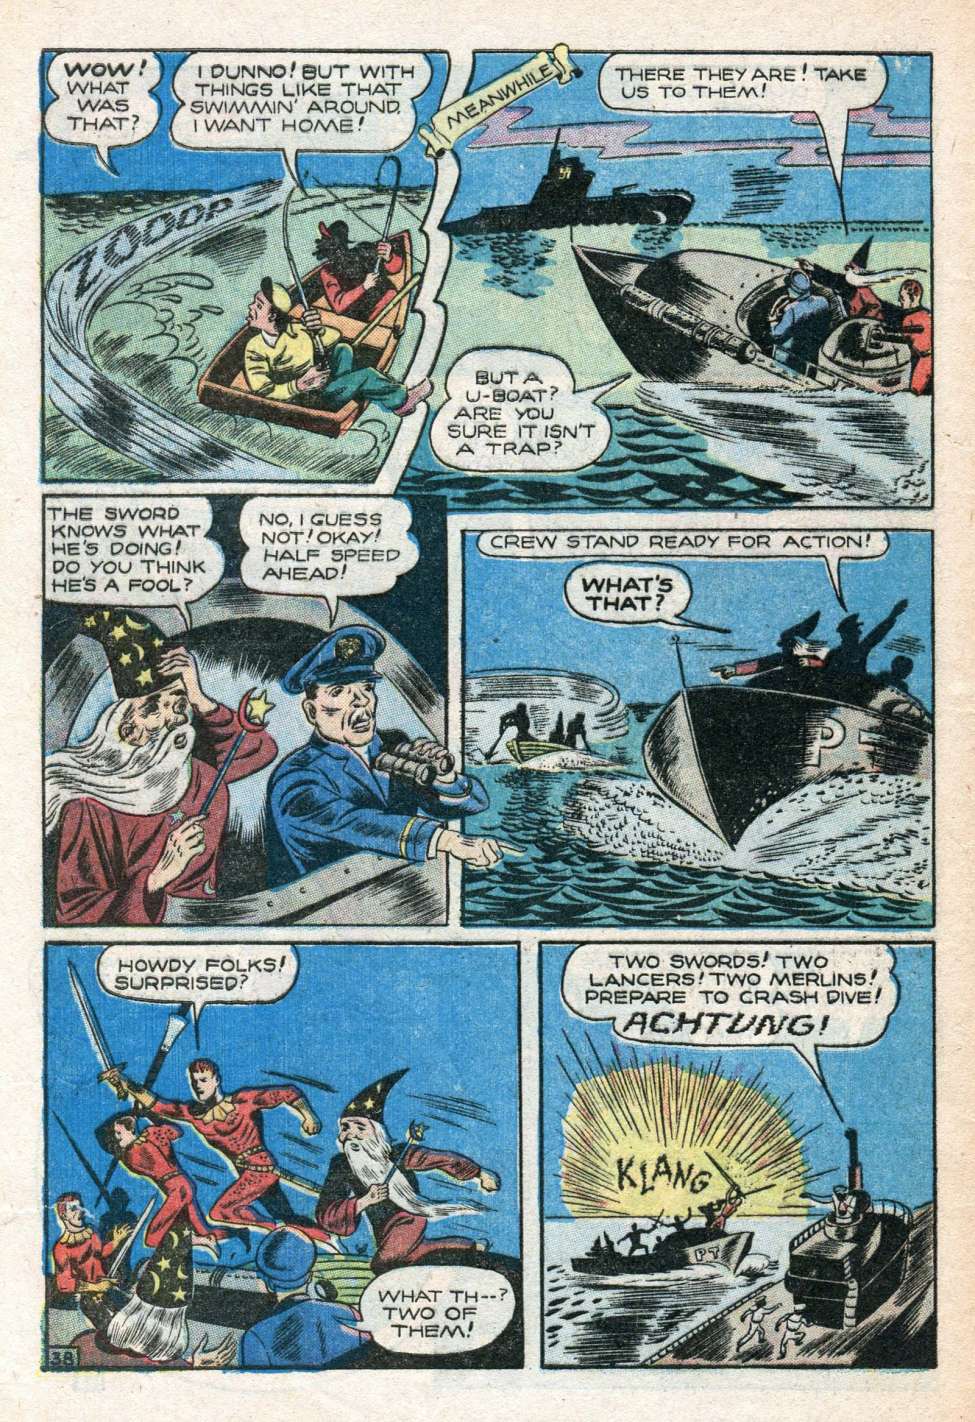 WOW!
WHAT
WAS
THAT?
I DUNNO! BUT WITH
THINGS LIKE THAT
SWIMMIN' AROUND,
I WANT HOME!
ZOOOP
MEANWHILE
THERE THEY ARE! TAKE
US TO THEM!
BUT A
U-BOAT?
ARE YOU
SURE IT ISN'T
A TRAP?
THE SWORD
KNOWS WHAT
HE'S DOING!
DO YOU THINK
HE'S A FOOL?
NO, I GUESS
NOT! OKAY!
HALF SPEED
AHEAD!
CREW STAND READY FOR ACTION!
WHAT'S
THAT?
PT
HOWDY FOLKS!
SURPRISED?
WHAT TH--?
TWO OF
THEM!
38
TWO SWORDS! TWO
LANCERS! TWO MERLINS!
PREPARE TO CRASH DIVE!
ACHTUNG!
KLANG
PT